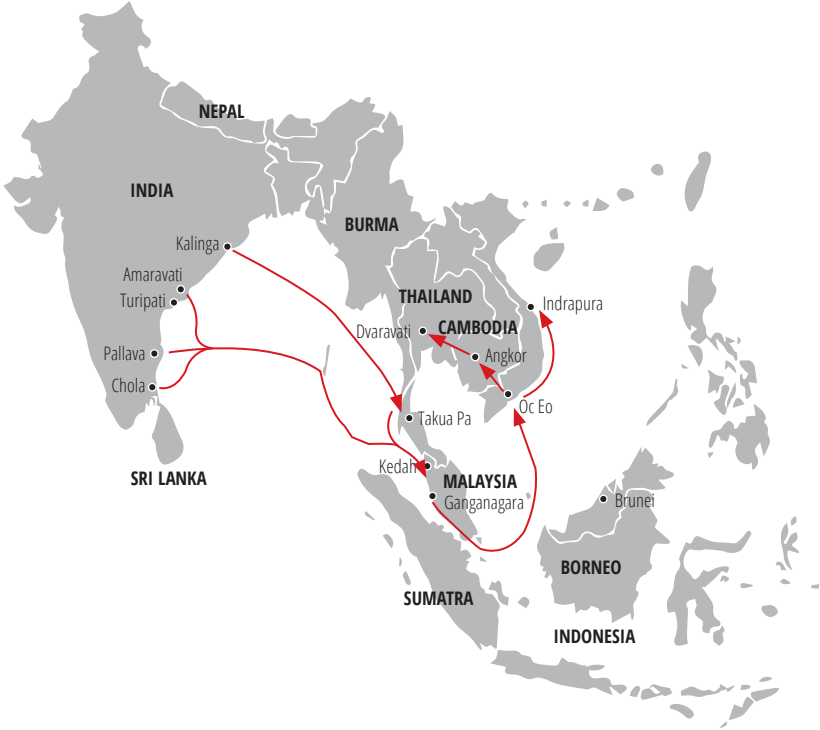 NEPAL
INDIA
BURMA
Kalinga
Amaravati
Turipati
THAILAND
Indrapura
Dvaravati
CAMBODIA
Pallava
Angkor
Chola
Oc Eo
Takua Pa
SRI LANKA
Kedah
MALAYSIA
Ganganagara
Brunei
BORNEO
SUMATRA
INDONESIA